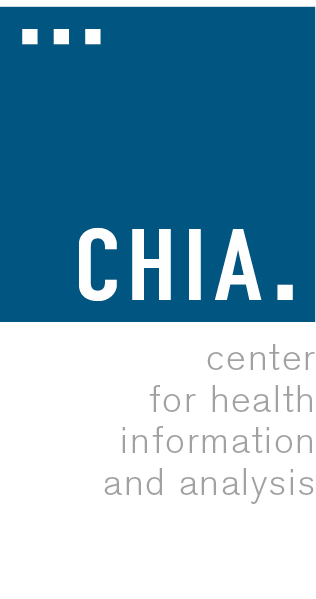 CHIA.
center
for health
information
and analysis